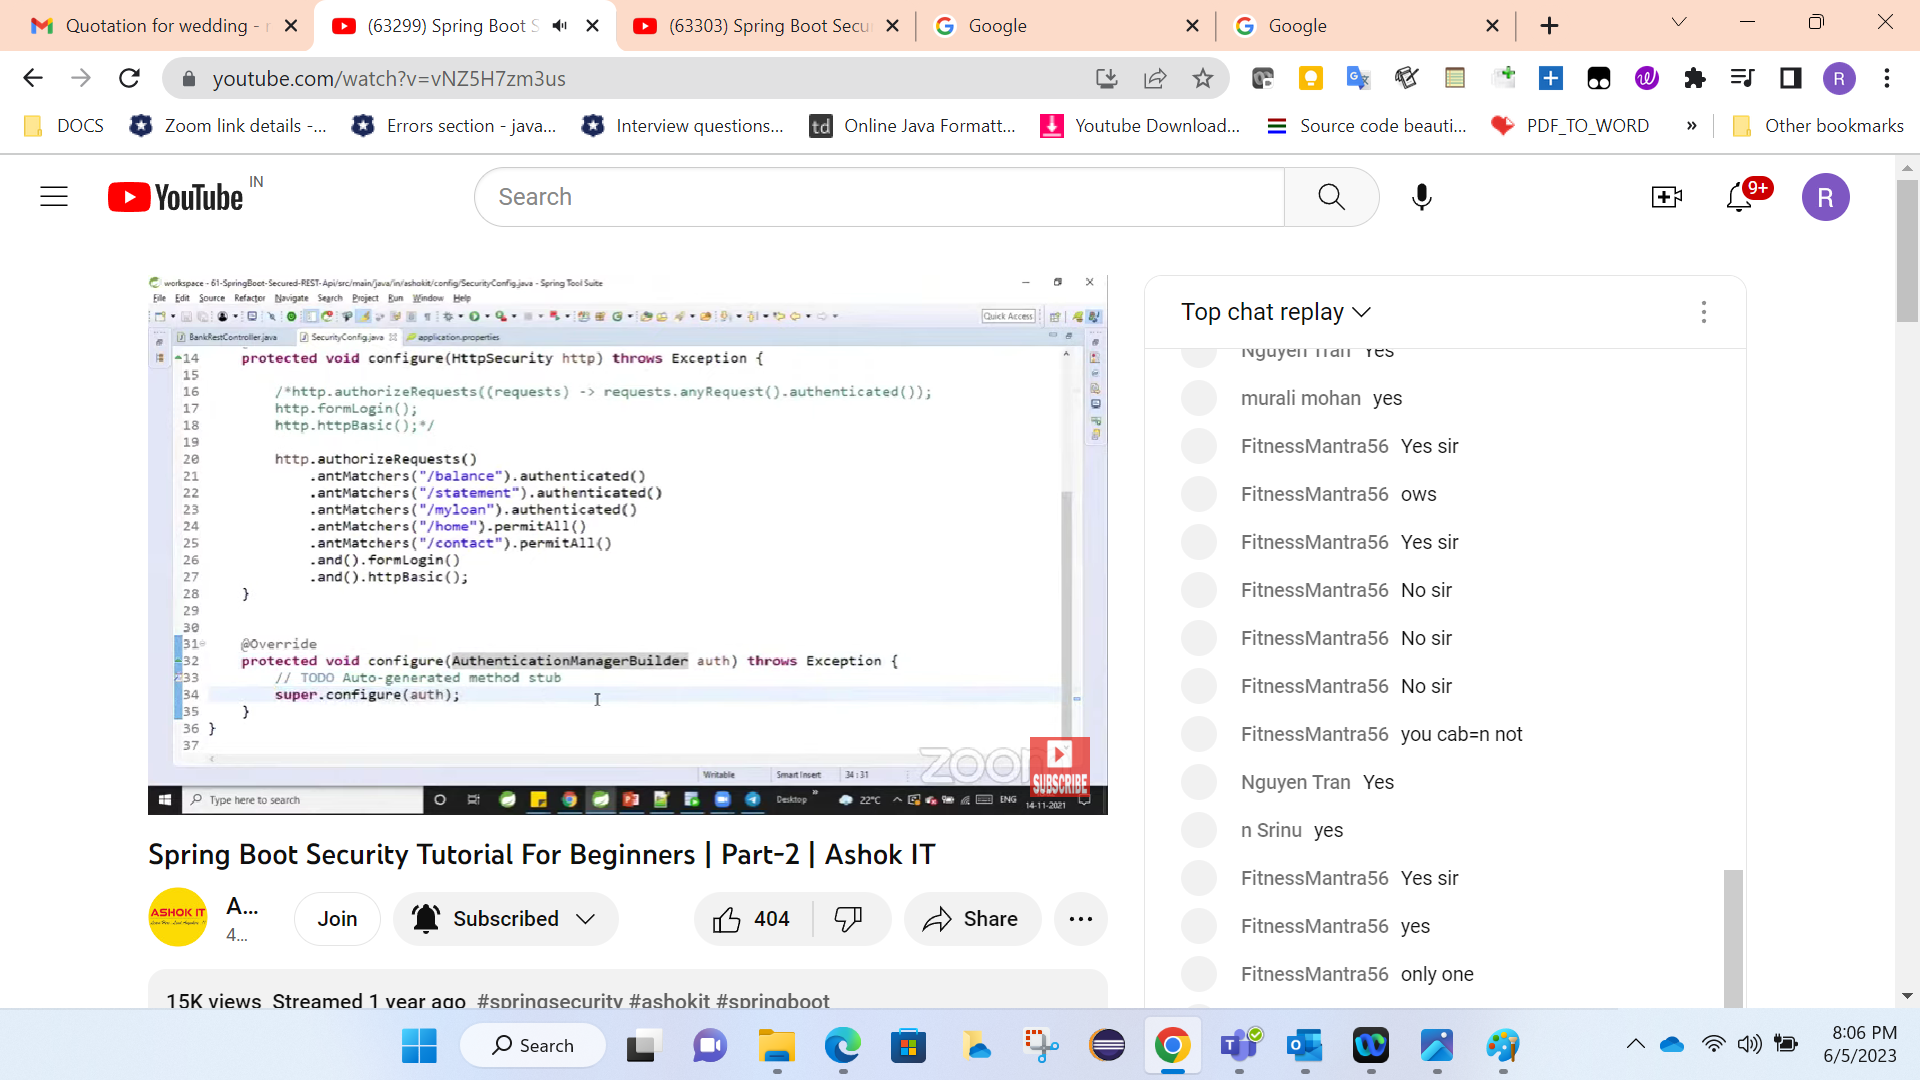 Quotation for wedding - r
(63299) Spring Boot S
(63303) Spring Boot Secu
Google
Google
youtube.com/watch?v=vNZ5H7zm3us
R
DOCS
Zoom link details -...
Errors section - java...
Interview questions...
td
Online Java Formatt...
Youtube Download...
Source code beauti...
PDF_TO_WORD
»
Other bookmarks
YouTube IN
Search
9+
R
workspace - 61-SpringBoot-Secured-REST-Api/src/main/java/in/ashokit/config/SecurityConfig.java - Spring Tool Suite
File Edit Source Refactor Navigate Search Project Run Window Help
Quick Access
BankRestController.java
SecurityConfig.java
application.properties
14 protected void configure(HttpSecurity http) throws Exception {
15
16 /*http.authorizeRequests((requests) -> requests.anyRequest().authenticated());
17 http.formLogin();
18 http.httpBasic();*/
19
20 http.authorizeRequests()
21 .antMatchers("/balance").authenticated()
22 .antMatchers("/statement").authenticated()
23 .antMatchers("/myloan").authenticated()
24 .antMatchers("/home").permitAll()
25 .antMatchers("/contact").permitAll()
26 .and().formLogin()
27 .and().httpBasic();
28 }
29
30
31 @Override
32 protected void configure(AuthenticationManagerBuilder auth) throws Exception {
33 // TODO Auto-generated method stub
34 super.configure(auth);
35 }
36 }
37
Writable
Smart Insert
34 : 31
zoom
SUBSCRIBE
Type here to search
Desktop
22°C
ENG
14-11-2021
Top chat replay
Nguyen Tran Yes
murali mohan yes
FitnessMantra56 Yes sir
FitnessMantra56 ows
FitnessMantra56 Yes sir
FitnessMantra56 No sir
FitnessMantra56 No sir
FitnessMantra56 No sir
FitnessMantra56 you cab=n not
Nguyen Tran Yes
n Srinu yes
FitnessMantra56 Yes sir
FitnessMantra56 yes
FitnessMantra56 only one
Spring Boot Security Tutorial For Beginners | Part-2 | Ashok IT
ASHOK IT
A...
4...
Join
Subscribed
404
Share
15K views Streamed 1 year ago #springsecurity #ashokit #springboot
Search
8:06 PM
6/5/2023